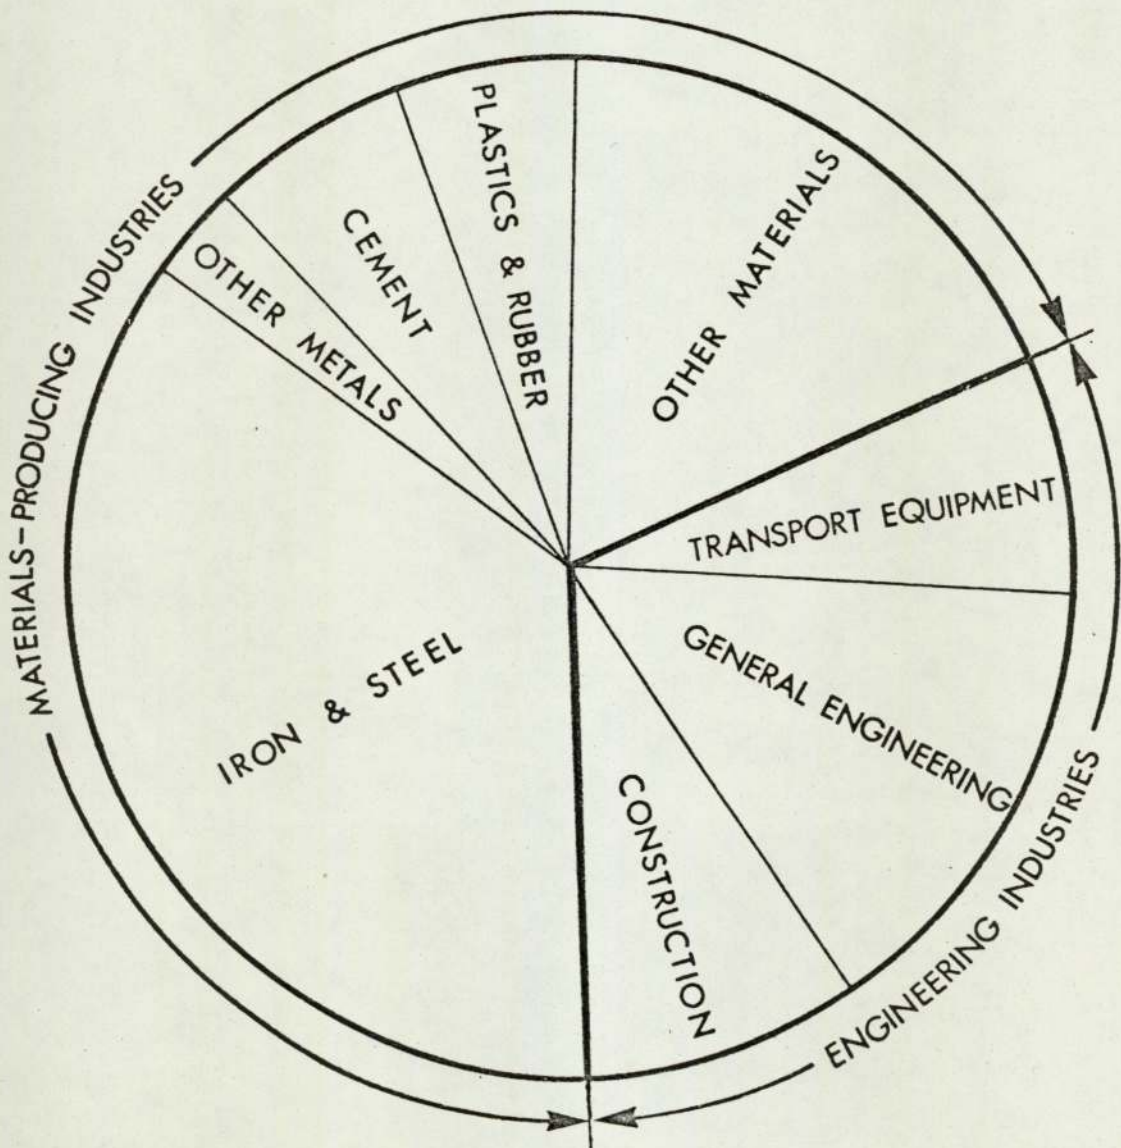 MATERIALS-PRODUCING INDUSTRIES
PLASTICS & RUBBER
CEMENT
OTHER METALS
OTHER MATERIALS
TRANSPORT EQUIPMENT
GENERAL ENGINEERING
IRON & STEEL
CONSTRUCTION
ENGINEERING INDUSTRIES